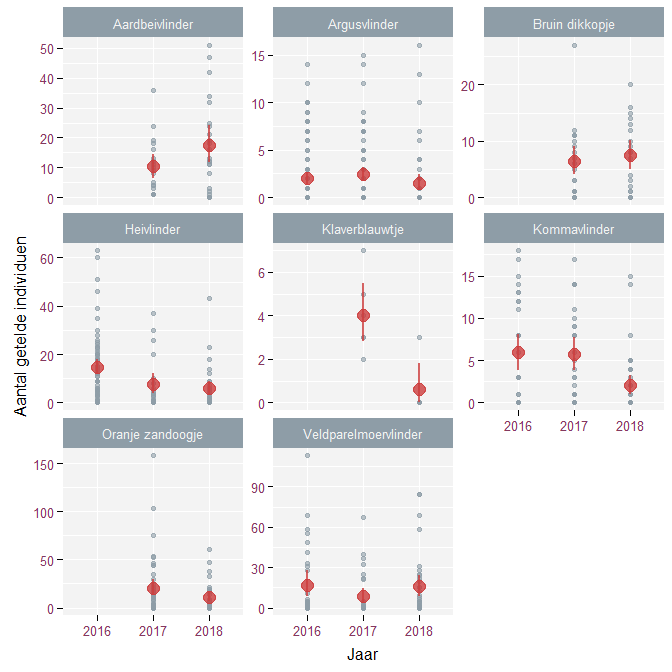 Aardbeivlinder
Argusvlinder
Bruin dikkopje
50
40
30
20
10
0
15
10
5
0
20
10
0
Heivlinder
Klaverblauwtje
Kommavlinder
60
40
20
0
6
4
2
0
15
10
5
0
2016 2017 2018
Oranje zandoogje
Veldparelmoervlinder
150
100
50
0
90
60
30
0
2016 2017 2018
2016 2017 2018
Jaar
Aantal getelde individuen